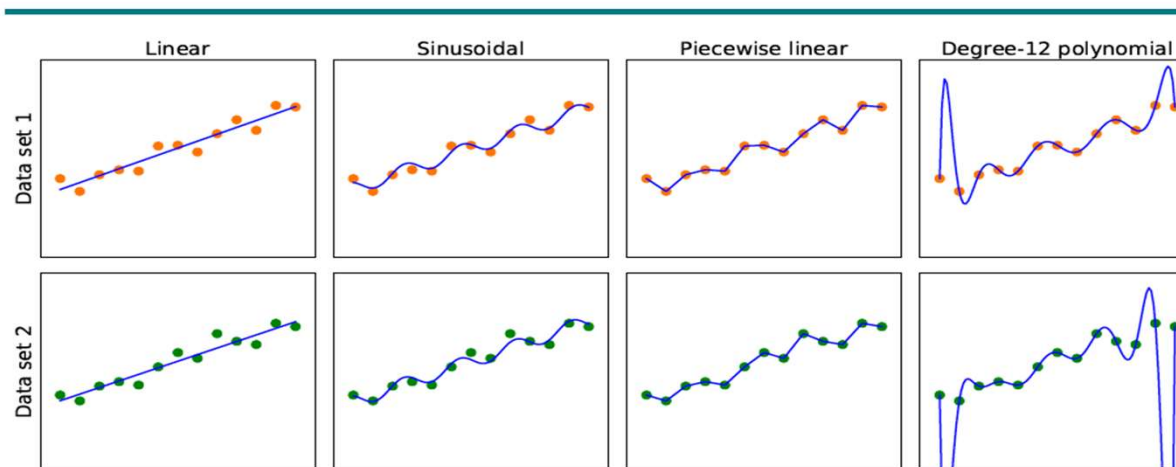 Linear Sinusoidal Piecewise linear Degree-12 polynomial
Data set 1
Data set 2